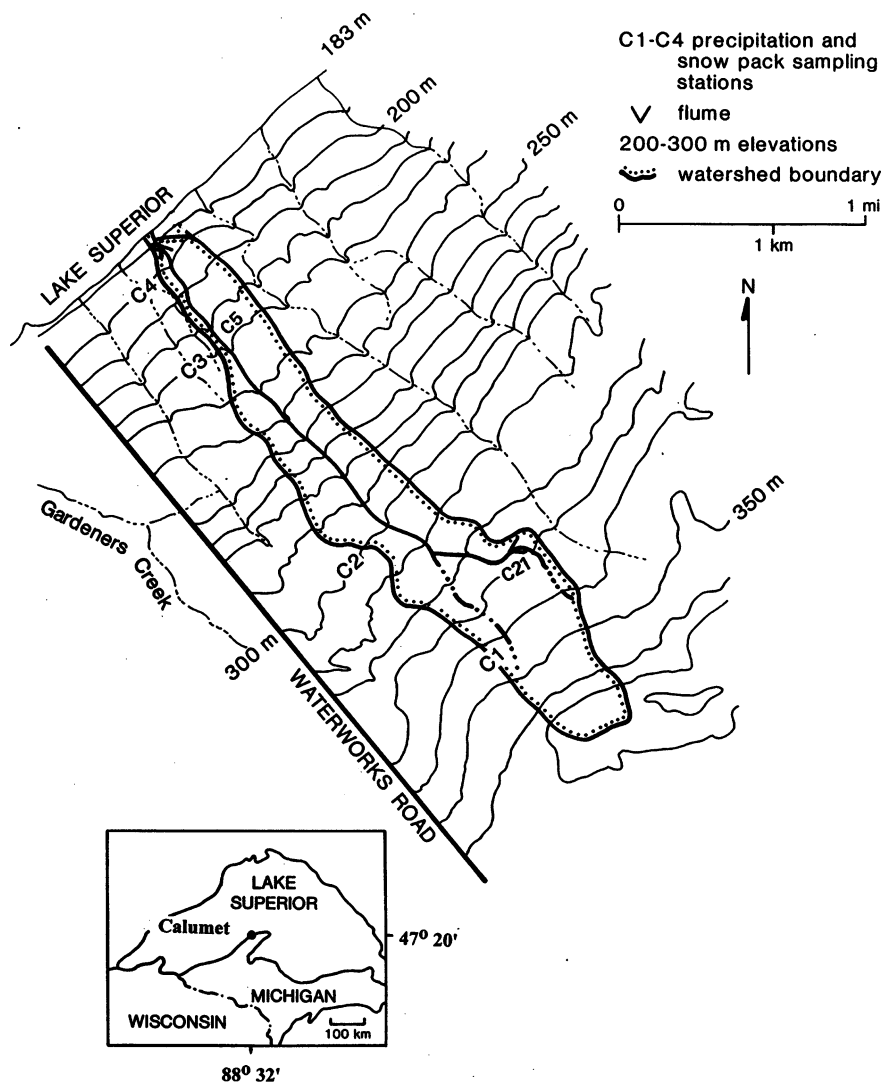 183 m
200 m
250 m
C1-C4 precipitation and
snow pack sampling
stations
flume
200-300 m elevations
watershed boundary
0 1 mi
1 km
N
LAKE SUPERIOR
C4
C5
C3
C2
C21
C1
350 m
Gardeners
Creek
300 m
WATERWORKS ROAD
LAKE
SUPERIOR
Calumet
47° 20'
MICHIGAN
WISCONSIN
100 km
88° 32'